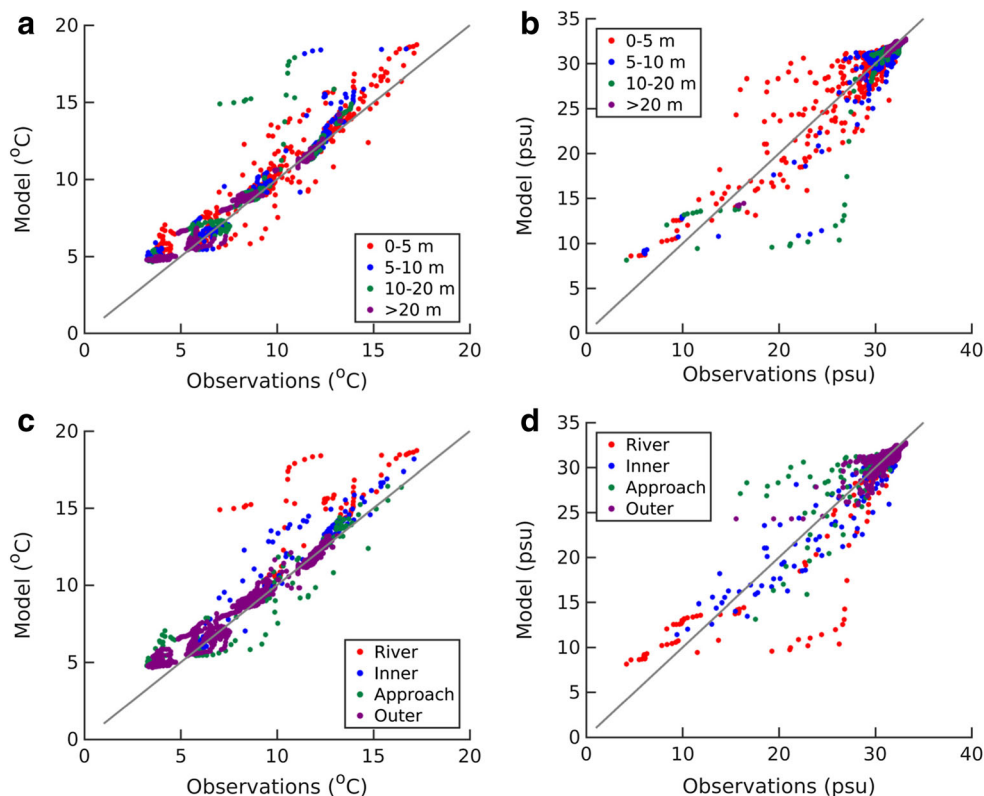 a
20
15
10
5
0
Model (°C)
0-5 m
5-10 m
10-20 m
>20 m
0 5 10 15 20
Observations (°C)
b
35
30
25
20
15
10
5
0
Model (psu)
0-5 m
5-10 m
10-20 m
>20 m
0 10 20 30 40
Observations (psu)
c
20
15
10
5
0
Model (°C)
River
Inner
Approach
Outer
0 5 10 15 20
Observations (°C)
d
35
30
25
20
15
10
5
0
Model (psu)
River
Inner
Approach
Outer
0 10 20 30 40
Observations (psu)